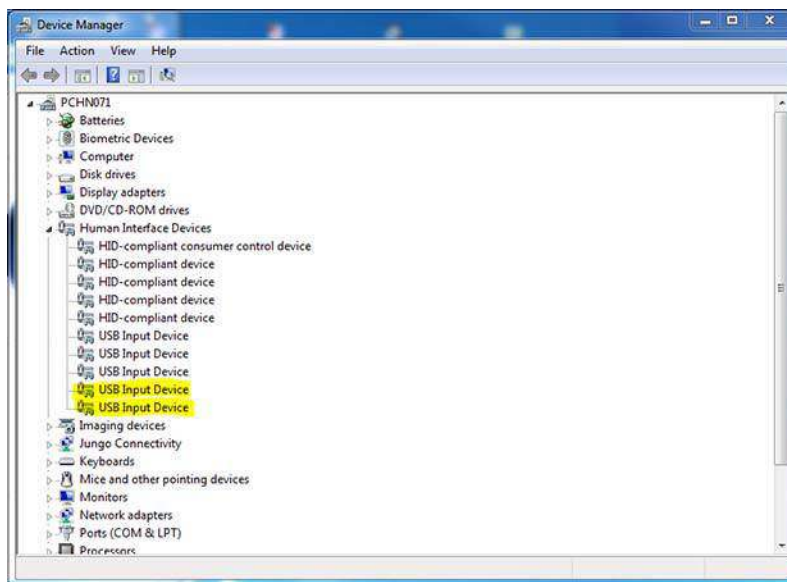 Device Manager
File Action View Help
PCHN071
Batteries
Biometric Devices
Computer
Disk drives
Display adapters
DVD/CD-ROM drives
Human Interface Devices
HID-compliant consumer control device
HID-compliant device
HID-compliant device
HID-compliant device
HID-compliant device
USB Input Device
USB Input Device
USB Input Device
USB Input Device
USB Input Device
Imaging devices
Jungo Connectivity
Keyboards
Mice and other pointing devices
Monitors
Network adapters
Ports (COM & LPT)
Processors